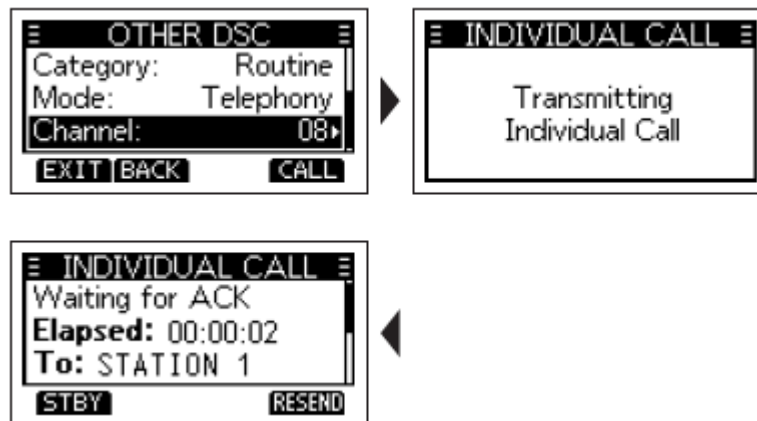 OTHER DSC
Category: Routine
Mode: Telephony
Channel: 08
EXIT BACK CALL
INDIVIDUAL CALL
Transmitting
Individual Call
INDIVIDUAL CALL
Waiting for ACK
Elapsed: 00:00:02
To: STATION 1
STBY RESEND